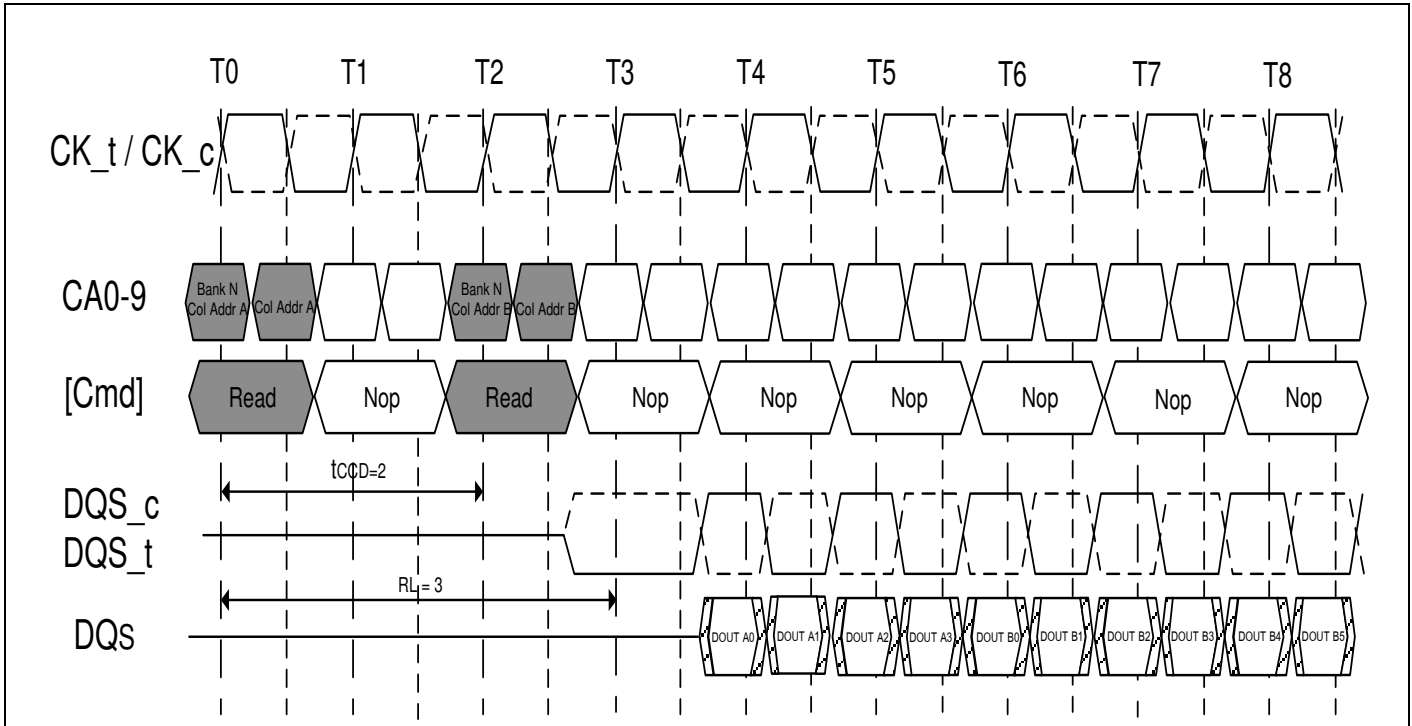 T0 T1 T2 T3 T4 T5 T6 T7 T8
CK_t / CK_c
CA0-9
Bank N
Col Addr A
Col Addr A
Bank N
Col Addr B
Col Addr B
[Cmd]
Read Nop Read Nop Nop Nop Nop Nop Nop
tCCD=2
DQS_c
DQS_t
RL = 3
DQs
DOUT A0 DOUT A1 DOUT A2 DOUT A3 DOUT B0 DOUT B1 DOUT B2 DOUT B3 DOUT B4 DOUT B5